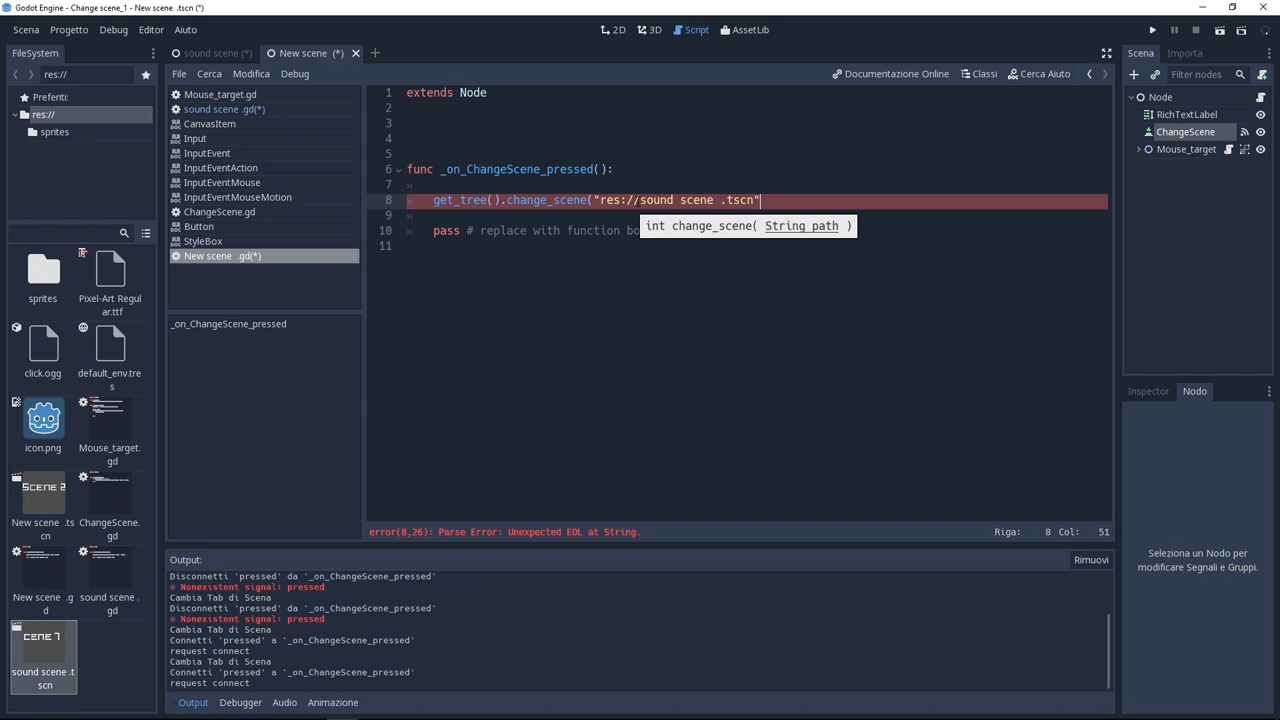 Godot Engine - Change scene_1 - New scene .tscn (*)
Scena Progetto Debug Editor Aiuto
2D 3D Script AssetLib
FileSystem
res://
Preferiti:
res://
sprites
sprites
Pixel-Art Regul
ar.ttf
click.ogg
default_env.tre
s
icon.png
Mouse_target.
gd
SCENE 2
New scene .ts
cn
ChangeScene.
gd
New scene .g
d
sound scene .
gd
CENE 1
sound scene .t
scn
sound scene (*)
New scene (*)
File Cerca Modifica Debug
Documentazione Online Classi Cerca Aiuto
Mouse_target.gd
sound scene .gd(*)
CanvasItem
Input
InputEvent
InputEventAction
InputEventMouse
InputEventMouseMotion
ChangeScene.gd
Button
StyleBox
New scene .gd(*)
_on_ChangeScene_pressed
1 extends Node
2
3
4
5
6 func _on_ChangeScene_pressed():
7
8 get_tree().change_scene("res://sound scene .tscn"
9
int change_scene( String path )
10 pass # replace with function bo
11
error(8,26): Parse Error: Unexpected EOL at String.
Riga: 8 Col: 51
Output:
Rimuovi
Disconnetti 'pressed' da '_on_ChangeScene_pressed'
Nonexistent signal: pressed
Cambia Tab di Scena
Disconnetti 'pressed' da '_on_ChangeScene_pressed'
Nonexistent signal: pressed
Cambia Tab di Scena
Connetti 'pressed' a '_on_ChangeScene_pressed'
request connect
Cambia Tab di Scena
Connetti 'pressed' a '_on_ChangeScene_pressed'
request connect
Output Debugger Audio Animazione
Scena Importa
Filter nodes
Node
RichTextLabel
ChangeScene
Mouse_target
Inspector Nodo
Seleziona un Nodo per
modificare Segnali e Gruppi.